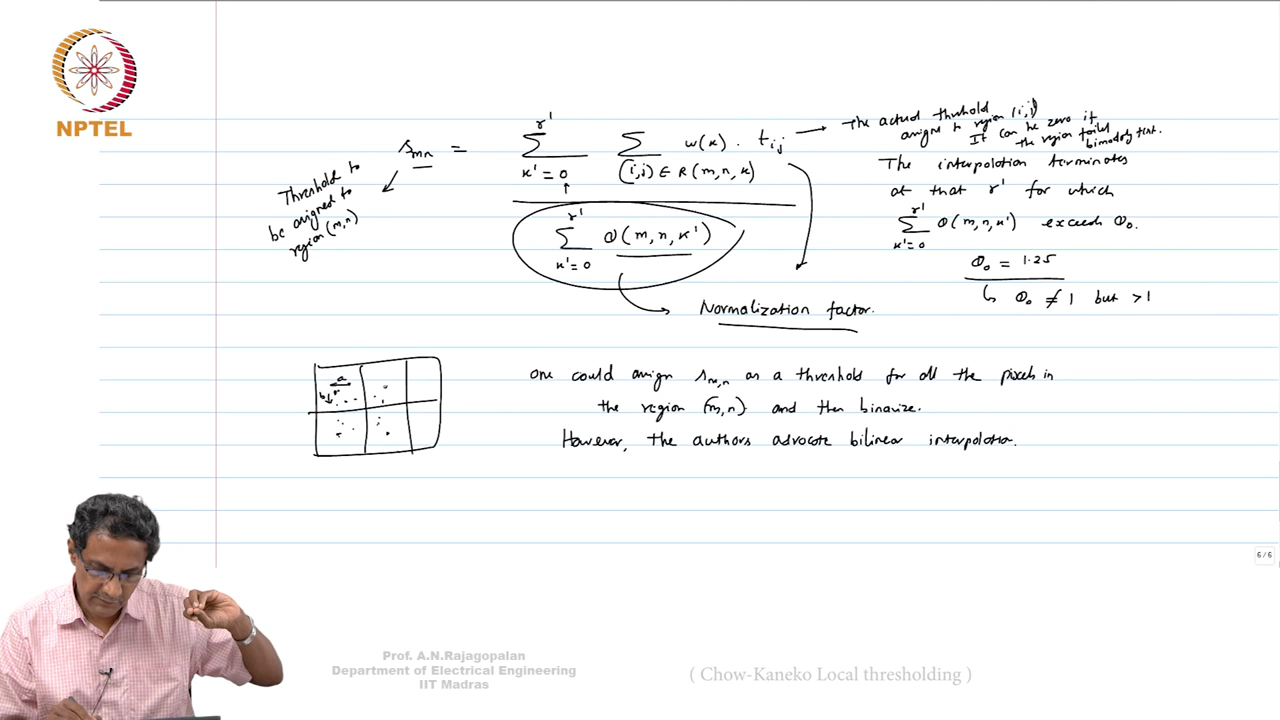 NPTEL
s_mn = Σ_{k'=0}^{r'} Σ_{(i,j) ∈ R(m,n,k)} w(k) . t_ij
Σ_{k'=0}^{r'} Θ(m,n,k')
Threshold to
be assigned to
region (m,n)
Normalization factor.
The actual threshold
assigned to region (i,j)
It can be zero if
the region failed
bimodality test.
The interpolation terminates
at that r' for which
Σ_{k'=0}^{r'} Θ(m,n,k') exceed Θ₀.
Θ₀ = 1.25
Θ₀ ≠ 1 but > 1
a
b
One could assign s_m,n as a threshold for all the pixels in
the region (m,n) and then binarize.
However, the authors advocate bilinear interpolation.
6/6
Prof. A.N.Rajagopalan
Department of Electrical Engineering
IIT Madras
( Chow-Kaneko Local thresholding )